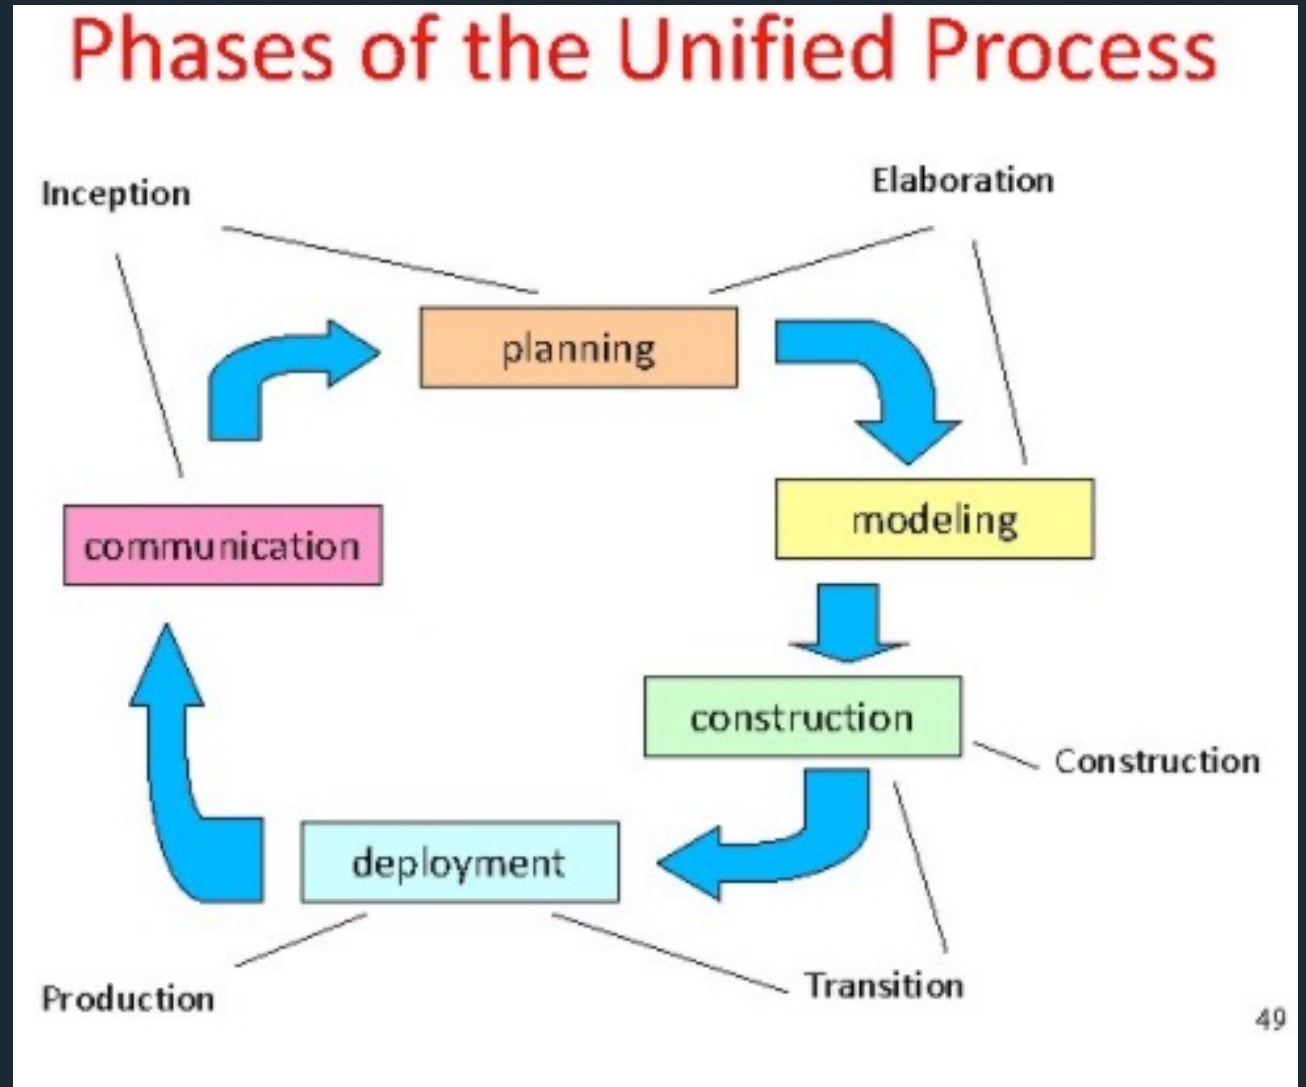 Phases of the Unified Process
Inception
Elaboration
planning
communication
modeling
construction
Construction
deployment
Production
Transition
49